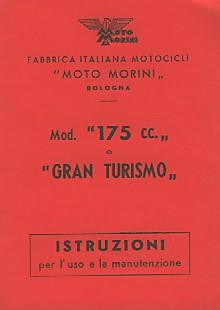 MOTO
MORINI
FABBRICA ITALIANA MOTOCICLI
"MOTO MORINI„
BOLOGNA
Mod. "175 cc.„
e
"GRAN TURISMO„
ISTRUZIONI
per l'uso e la manutenzione